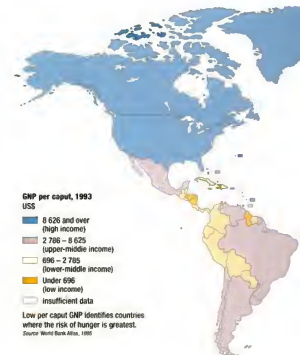 GNP per caput, 1993
US$
8 626 and over
(high income)
2 786 – 8 625
(upper-middle income)
696 – 2 785
(lower-middle income)
Under 696
(low income)
insufficient data
Low per caput GNP identifies countries
where the risk of hunger is greatest.
Source: World Bank Atlas, 1995